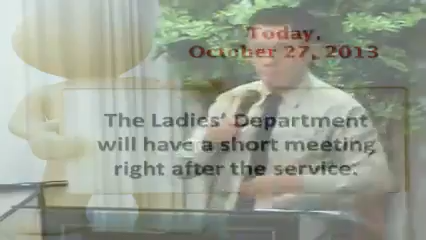 Today,
October 27, 2013
The Ladies' Department
will have a short meeting
right after the service.